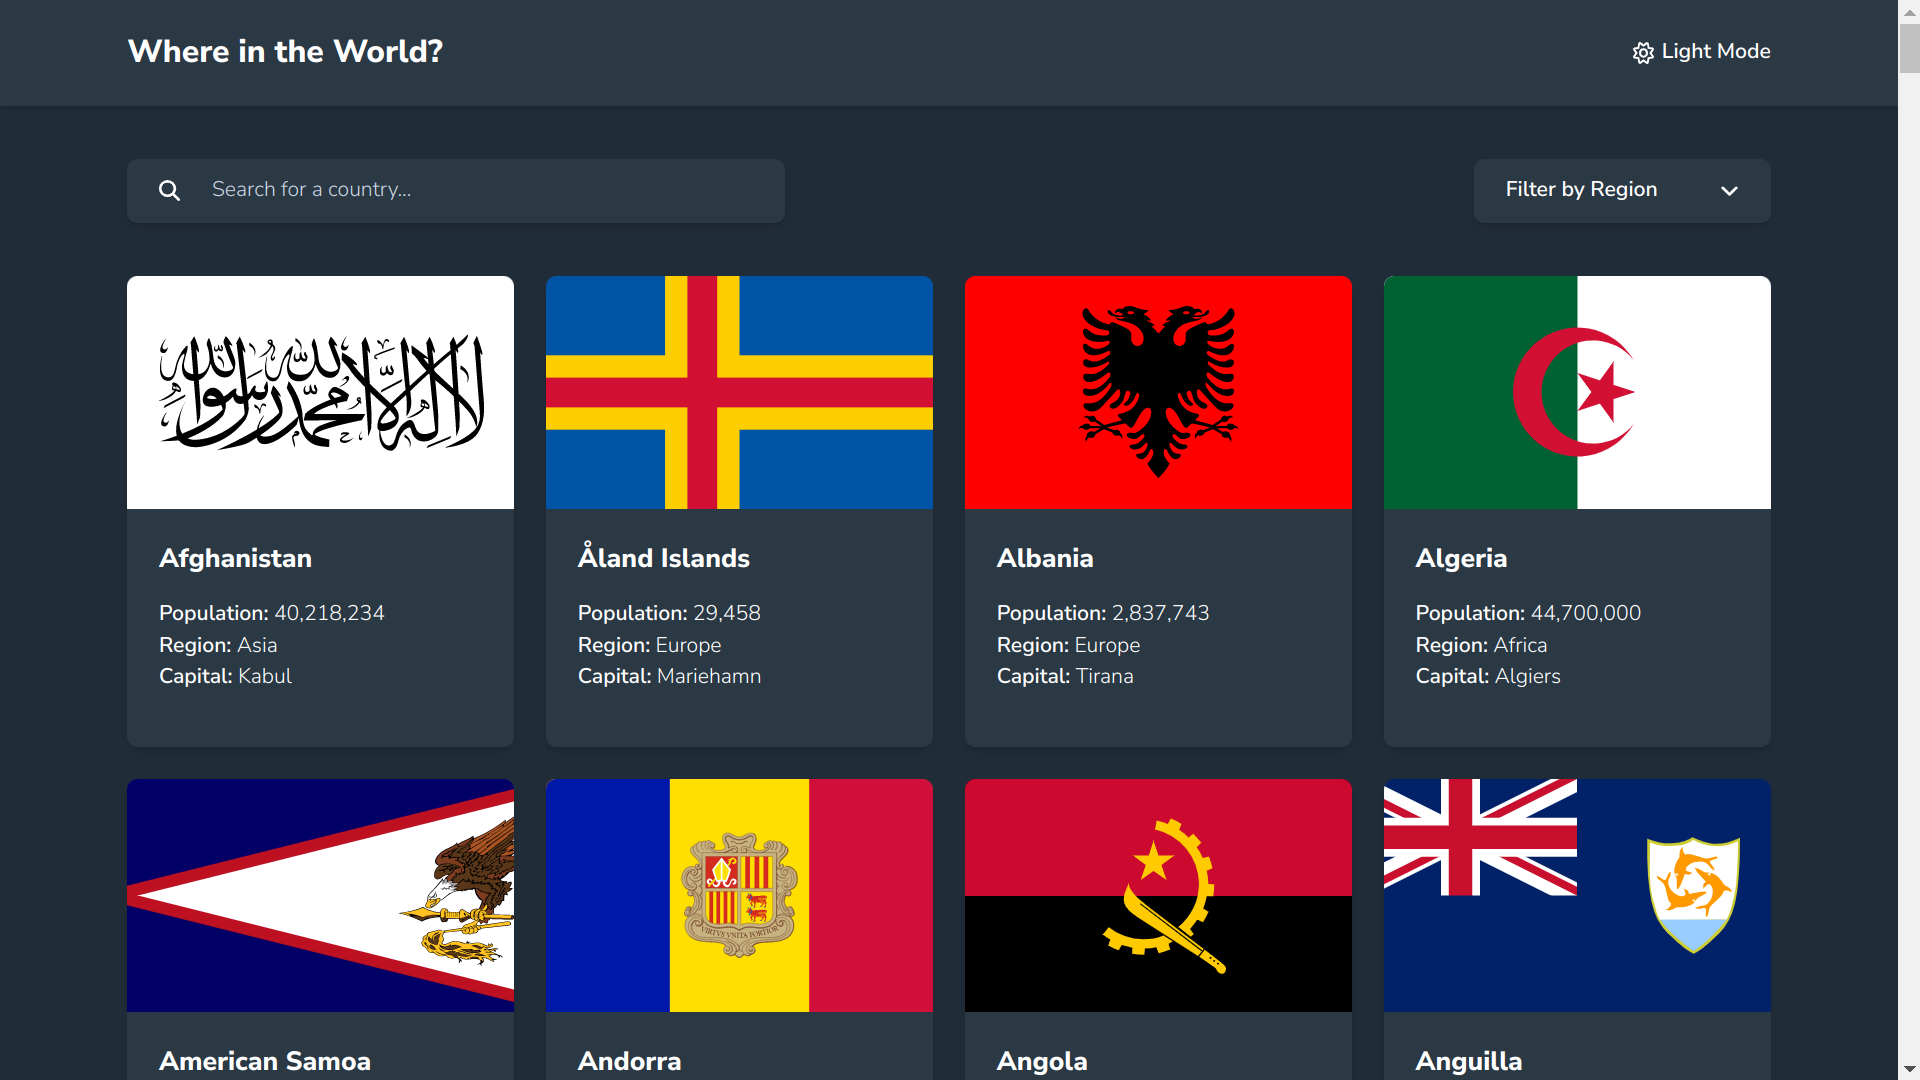 Where in the World?
Light Mode
Search for a country...
Filter by Region
لا إله إلا الله محمد رسول الله
Afghanistan
Population: 40,218,234
Region: Asia
Capital: Kabul
Åland Islands
Population: 29,458
Region: Europe
Capital: Mariehamn
Albania
Population: 2,837,743
Region: Europe
Capital: Tirana
Algeria
Population: 44,700,000
Region: Africa
Capital: Algiers
American Samoa
VIRTVS VNITA FORTIOR
Andorra
Angola
Anguilla